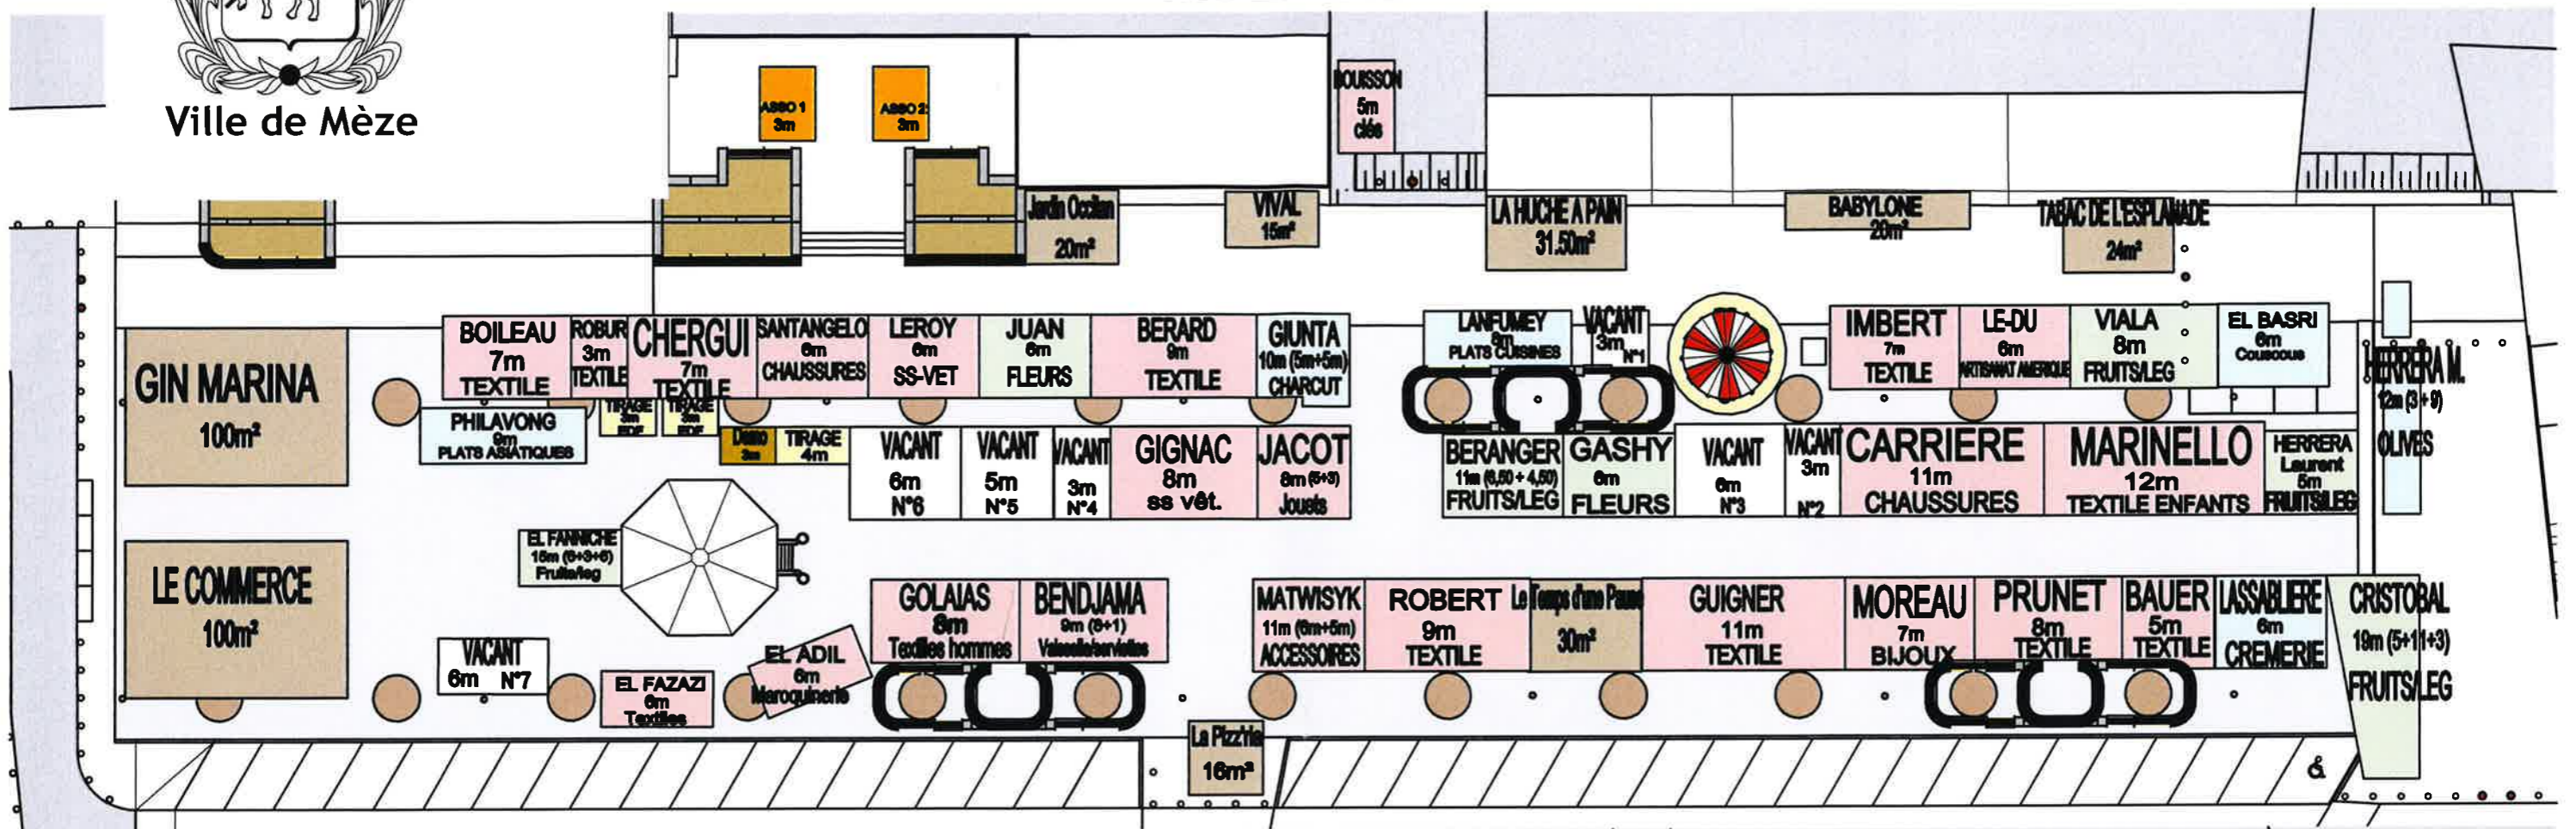 Ville de Mèze
ASSO 1
3m
ASSO 2
3m
BOUISSON
5m
clés
Jardin Occitan
20m²
VIVAL
15m²
LA HUCHE A PAIN
31.50m²
BABYLONE
20m²
TABAC DE L'ESPLANADE
24m²
GIN MARINA
100m²
BOILEAU
7m
TEXTILE
ROBUR
3m
TEXTILE
CHERGUI
7m
TEXTILE
SANTANGELO
6m
CHAUSSURES
LEROY
6m
SS-VET
JUAN
6m
FLEURS
BERARD
9m
TEXTILE
GIUNTA
10m (5m+5m)
CHARCUT
LANFUMEY
8m
PLATS CUISINES
VACANT
3m
N°1
IMBERT
7m
TEXTILE
LE-DU
6m
ARTISANAT AMERIQUE
VIALA
8m
FRUITS/LEG
EL BASRI
6m
Couscous
HERRERA M.
12m (3 + 9)
OLIVES
PHILAVONG
9m
PLATS ASIATIQUES
TIRAGE
3m
EDF
TIRAGE
3m
EDF
Demo
3m
TIRAGE
4m
VACANT
6m
N°6
VACANT
5m
N°5
VACANT
3m
N°4
GIGNAC
8m
ss vêt.
JACOT
8m (5+3)
Jouets
BERANGER
11m (6,50 + 4,50)
FRUITS/LEG
GASHY
6m
FLEURS
VACANT
6m
N°3
VACANT
3m
N°2
CARRIERE
11m
CHAUSSURES
MARINELLO
12m
TEXTILE ENFANTS
HERRERA
Laurent
5m
FRUITS/LEG
EL FANNICHE
15m (6+3+6)
Fruits/leg
LE COMMERCE
100m²
GOLAIAS
8m
Textiles hommes
BENDJAMA
9m (8+1)
Vaisselle/serviettes
MATWISYK
11m (6m+5m)
ACCESSOIRES
ROBERT
9m
TEXTILE
Le Temps d'une Pause
30m²
GUIGNER
11m
TEXTILE
MOREAU
7m
BIJOUX
PRUNET
8m
TEXTILE
BAUER
5m
TEXTILE
LASSABLIERE
6m
CREMERIE
CRISTOBAL
19m (5+11+3)
FRUITS/LEG
VACANT
6m N°7
EL FAZAZI
6m
Textiles
EL ADIL
6m
Maroquinerie
La Pizz'ria
16m²